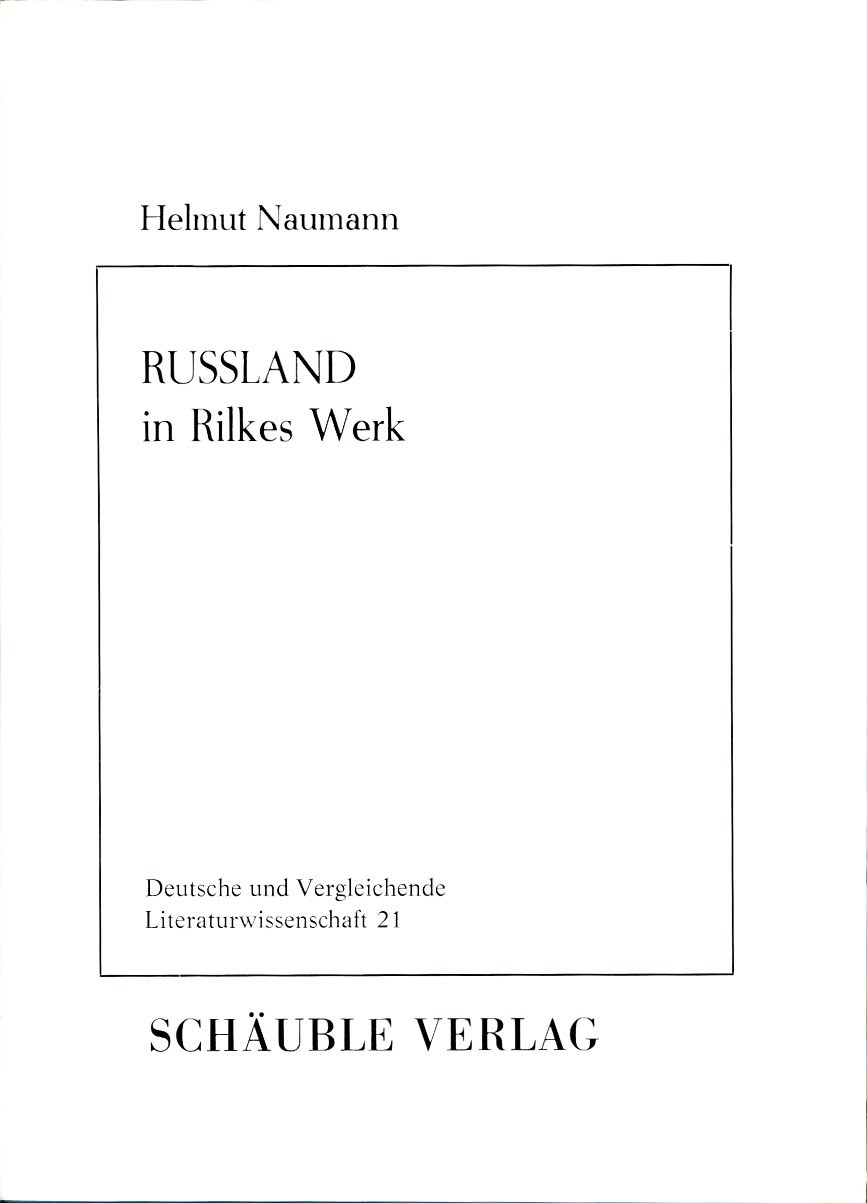 Helmut Naumann
RUSSLAND
in Rilkes Werk
Deutsche und Vergleichende
Literaturwissenschaft 21
SCHÄUBLE VERLAG